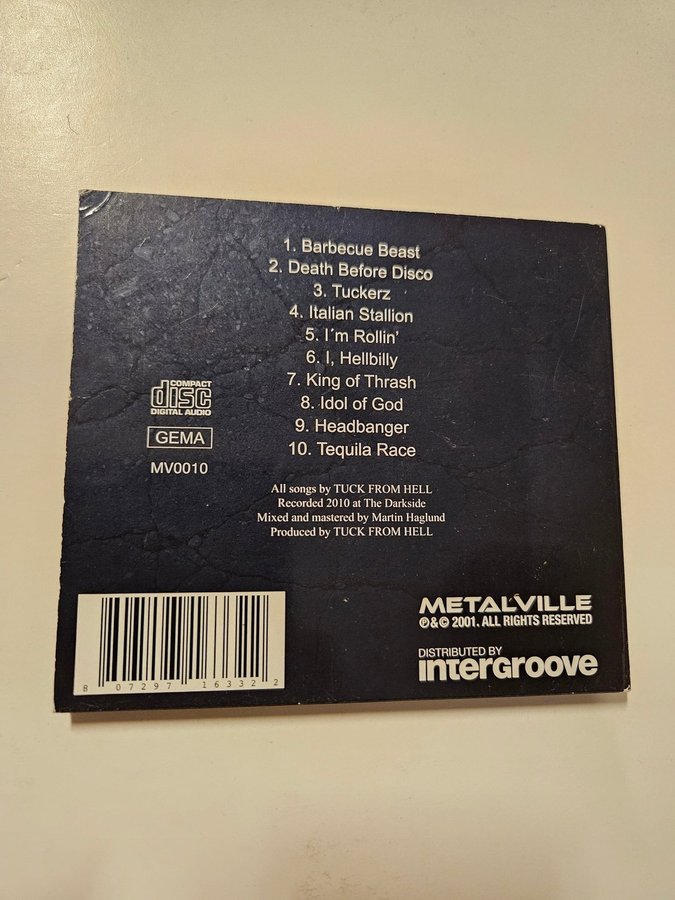 1. Barbecue Beast
2. Death Before Disco
3. Tuckerz
4. Italian Stallion
5. I´m Rollin'
6. I, Hellbilly
7. King of Thrash
8. Idol of God
9. Headbanger
10. Tequila Race
COMPACT
disc
DIGITAL AUDIO
GEMA
MV0010
All songs by TUCK FROM HELL
Recorded 2010 at The Darkside
Mixed and mastered by Martin Haglund
Produced by TUCK FROM HELL
8 07297 16332 2
METALVILLE
℗&© 2001. ALL RIGHTS RESERVED
DISTRIBUTED BY
intergroove